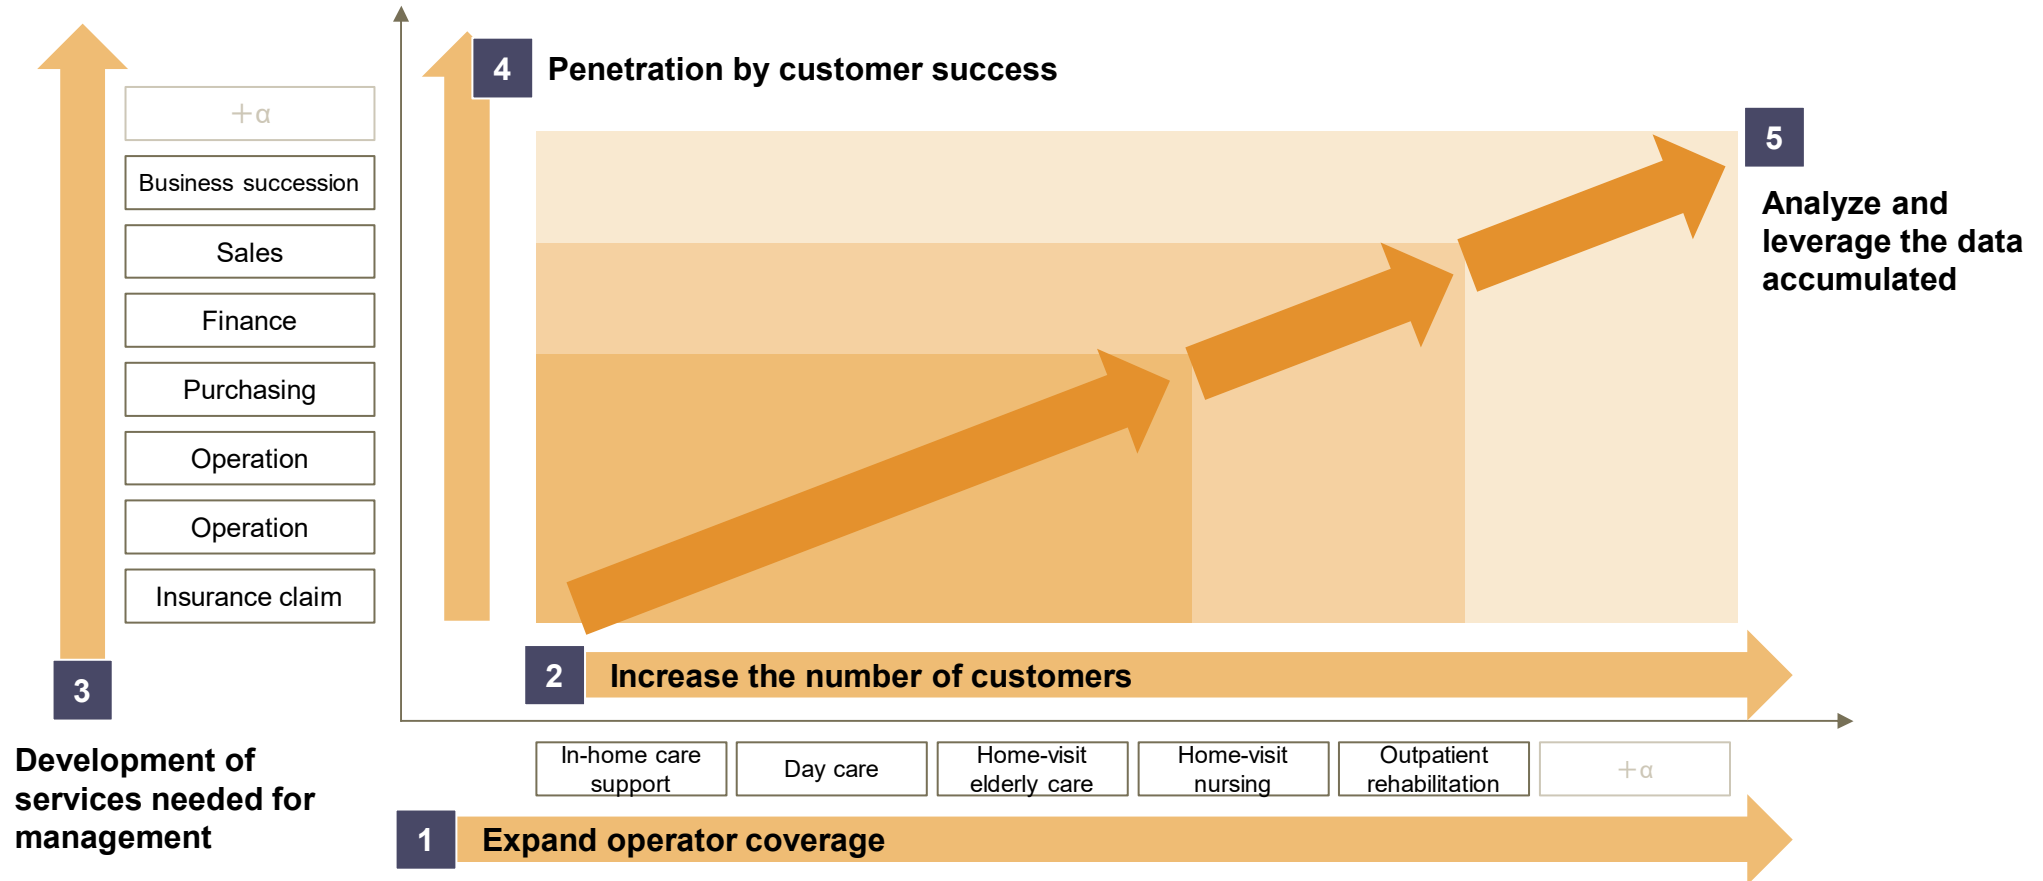 4
Penetration by customer success
+α
Business succession
Sales
Finance
Purchasing
Operation
Operation
Insurance claim
3
Development of
services needed for
management
5
Analyze and
leverage the data
accumulated
2
Increase the number of customers
In-home care
support
Day care
Home-visit
elderly care
Home-visit
nursing
Outpatient
rehabilitation
+α
1
Expand operator coverage